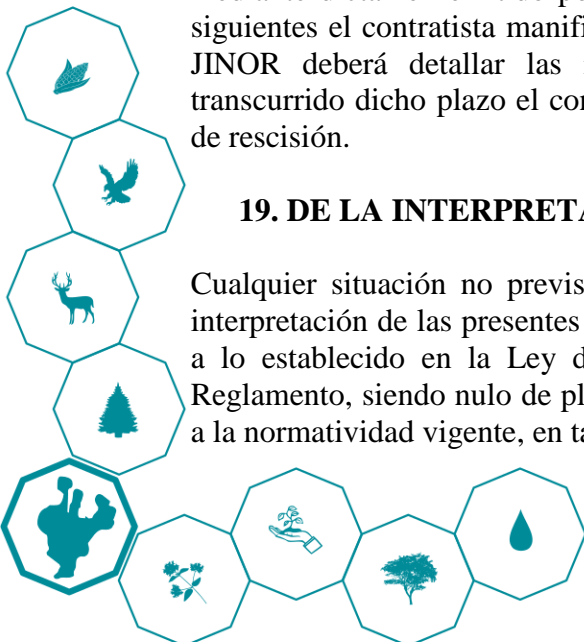 siguientes el contratista manifi
JINOR deberá detallar las
transcurrido dicho plazo el con
de rescisión.
19. DE LA INTERPRETA
Cualquier situación no previs
interpretación de las presentes
a lo establecido en la Ley d
Reglamento, siendo nulo de pl
a la normatividad vigente, en ta